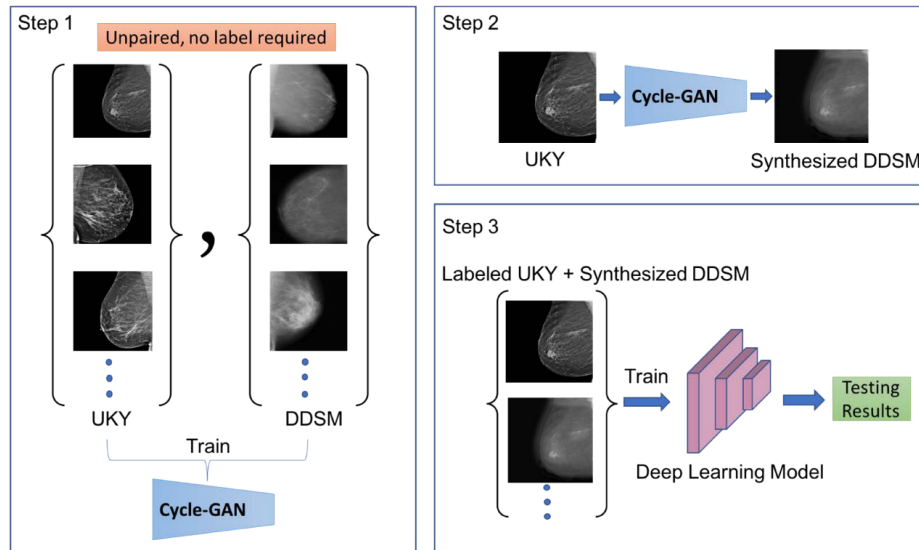 Step 1
Unpaired, no label required
,
UKY
DDSM
Train
Cycle-GAN
Step 2
Cycle-GAN
UKY
Synthesized DDSM
Step 3
Labeled UKY + Synthesized DDSM
Train
Testing
Results
Deep Learning Model